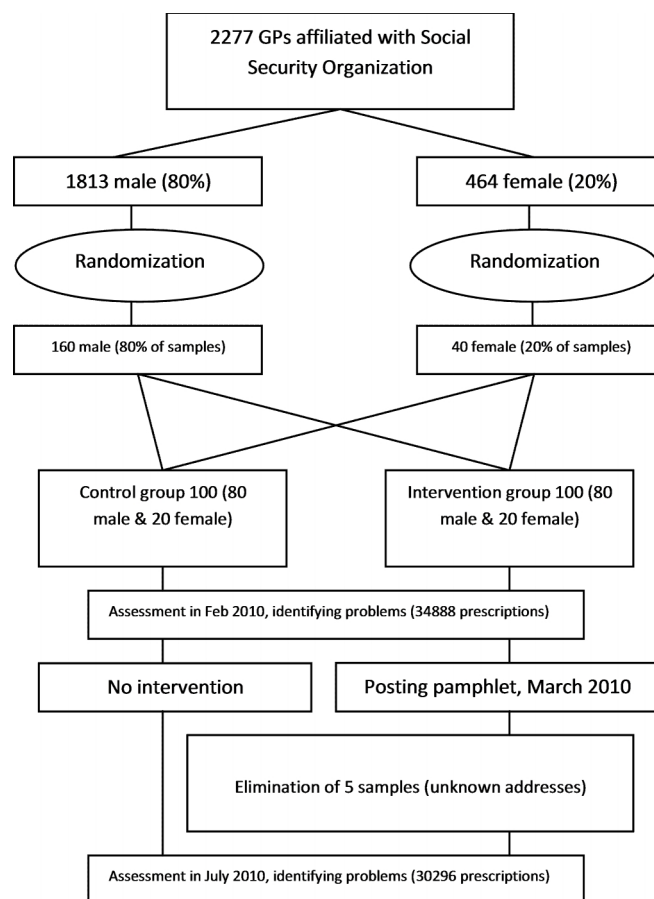 2277 GPs affiliated with Social
Security Organization
1813 male (80%)
464 female (20%)
Randomization
Randomization
160 male (80% of samples)
40 female (20% of samples)
Control group 100 (80
male & 20 female)
Intervention group 100 (80
male & 20 female)
Assessment in Feb 2010, identifying problems (34888 prescriptions)
No intervention
Posting pamphlet, March 2010
Elimination of 5 samples (unknown addresses)
Assessment in July 2010, identifying problems (30296 prescriptions)